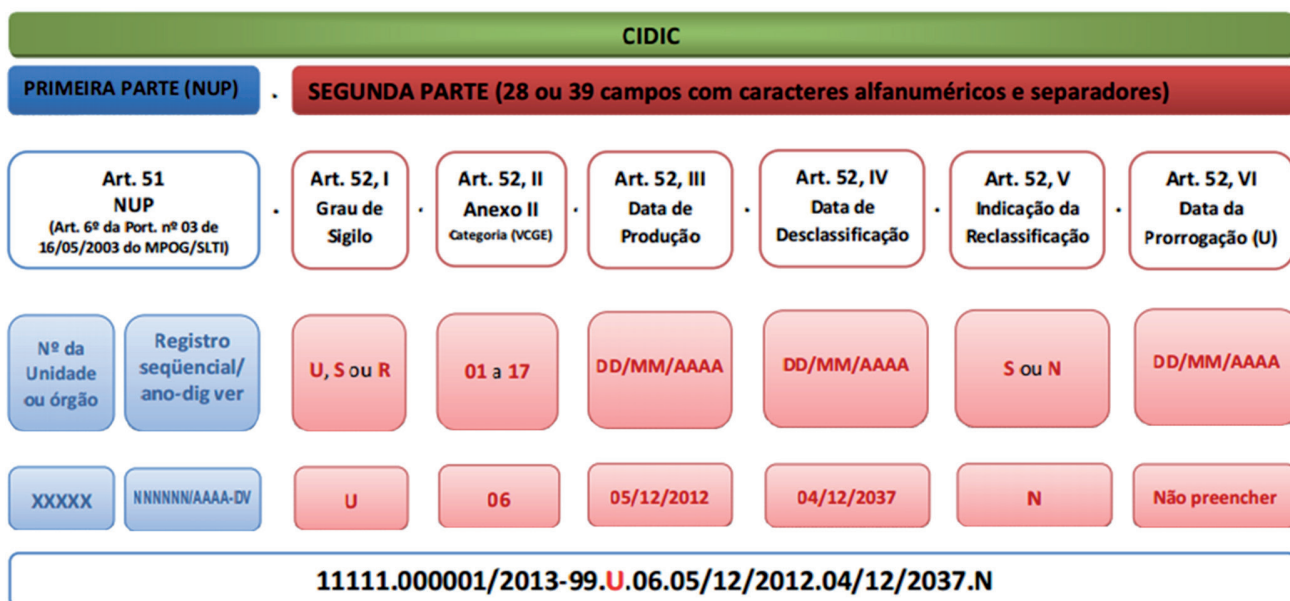 CIDIC
PRIMEIRA PARTE (NUP) . SEGUNDA PARTE (28 ou 39 campos com caracteres alfanuméricos e separadores)
Art. 51
NUP
(Art. 6º da Port. nº 03 de
16/05/2003 do MPOG/SLTI)
.
Art. 52, I
Grau de
Sigilo
.
Art. 52, II
Anexo II
Categoria (VCGE)
.
Art. 52, III
Data de
Produção
.
Art. 52, IV
Data de
Desclassificação
.
Art. 52, V
Indicação da
Reclassificação
.
Art. 52, VI
Data da
Prorrogação (U)
Nº da
Unidade
ou órgão
Registro
seqüencial/
ano-dig ver
U, S ou R
01 a 17
DD/MM/AAAA
DD/MM/AAAA
S ou N
DD/MM/AAAA
XXXXX
NNNNNN/AAAA-DV
U
06
05/12/2012
04/12/2037
N
Não preencher
11111.000001/2013-99.U.06.05/12/2012.04/12/2037.N